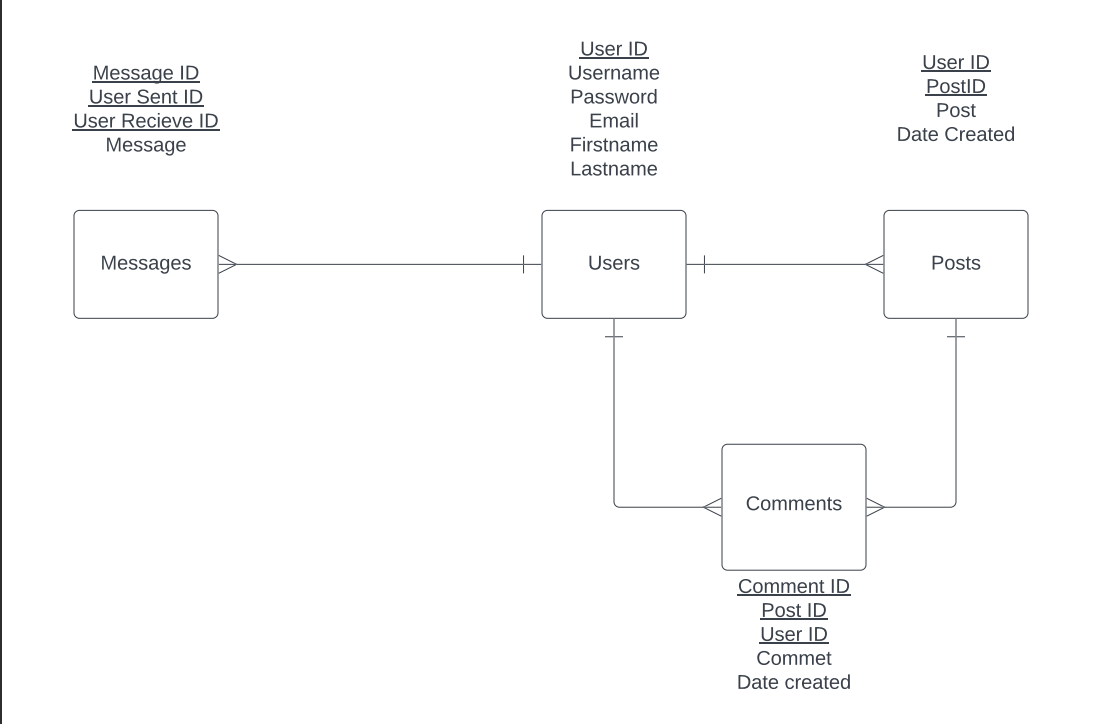 Message ID
User Sent ID
User Recieve ID
Message
User ID
Username
Password
Email
Firstname
Lastname
User ID
PostID
Post
Date Created
Messages
Users
Posts
Comments
Comment ID
Post ID
User ID
Commet
Date created